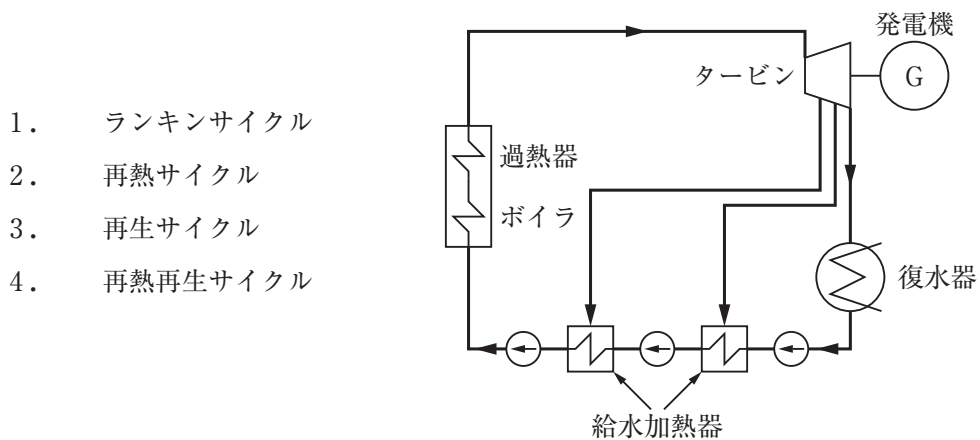 1． ランキンサイクル
2． 再熱サイクル
3． 再生サイクル
4． 再熱再生サイクル
発電機
タービン
G
過熱器
ボイラ
復水器
給水加熱器